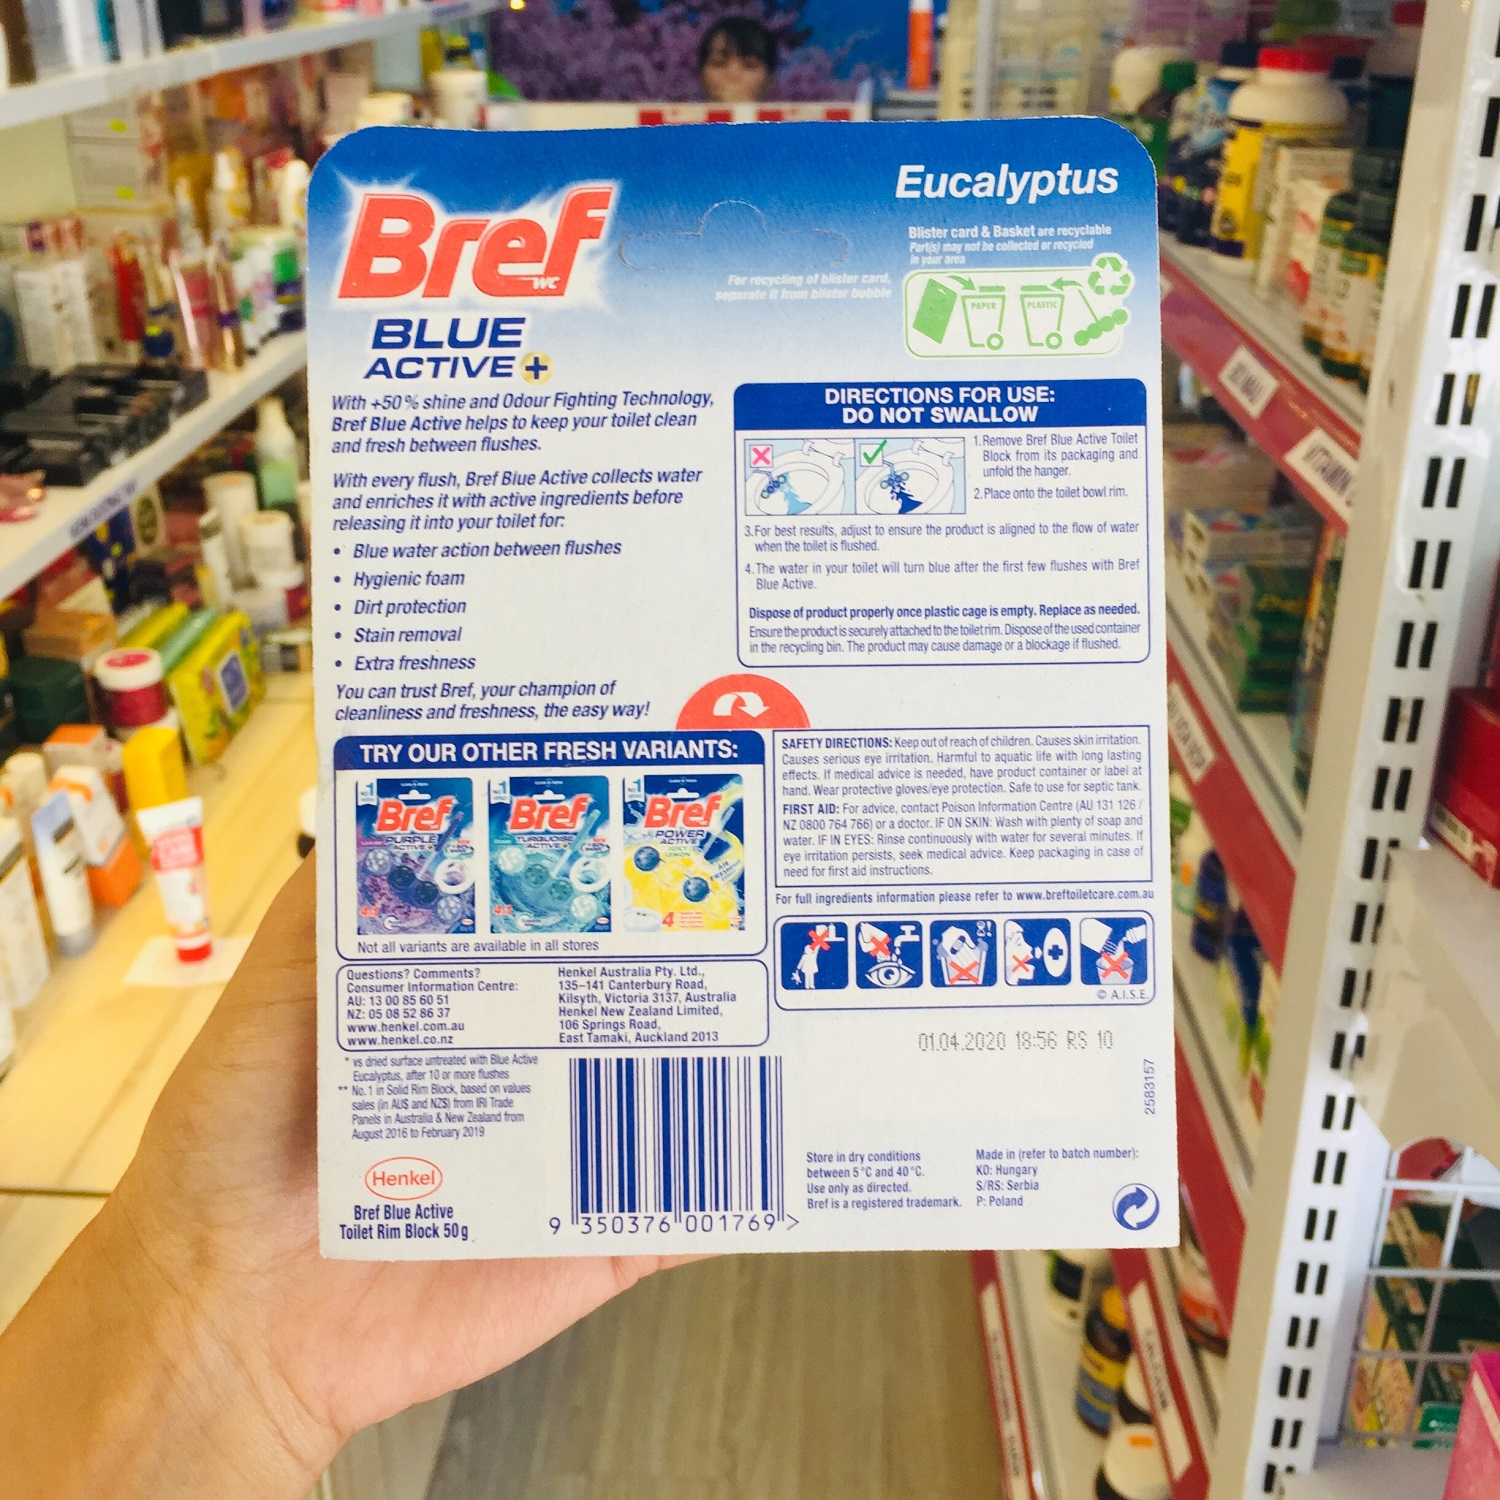 Bref
WC
BLUE
ACTIVE +
Eucalyptus
Blister card & Basket are recyclable
Part(s) may not be collected or recycled
in your area
For recycling of blister card,
separate it from blister bubble
PAPER
PLASTIC
With +50% shine and Odour Fighting Technology,
Bref Blue Active helps to keep your toilet clean
and fresh between flushes.
With every flush, Bref Blue Active collects water
and enriches it with active ingredients before
releasing it into your toilet for:
• Blue water action between flushes
• Hygienic foam
• Dirt protection
• Stain removal
• Extra freshness
You can trust Bref, your champion of
cleanliness and freshness, the easy way!
DIRECTIONS FOR USE:
DO NOT SWALLOW
1.Remove Bref Blue Active Toilet
Block from its packaging and
unfold the hanger.
2.Place onto the toilet bowl rim.
3.For best results, adjust to ensure the product is aligned to the flow of water
when the toilet is flushed.
4.The water in your toilet will turn blue after the first few flushes with Bref
Blue Active.
Dispose of product properly once plastic cage is empty. Replace as needed.
Ensure the product is securely attached to the toilet rim. Dispose of the used container
in the recycling bin. The product may cause damage or a blockage if flushed.
TRY OUR OTHER FRESH VARIANTS:
Bref
PURPLE
ACTIVE+
Bref
TURQUOISE
ACTIVE+
Bref
POWER
ACTIVE
JUICY
LEMON
Not all variants are available in all stores
SAFETY DIRECTIONS: Keep out of reach of children. Causes skin irritation.
Causes serious eye irritation. Harmful to aquatic life with long lasting
effects. If medical advice is needed, have product container or label at
hand. Wear protective gloves/eye protection. Safe to use for septic tank.
FIRST AID: For advice, contact Poison Information Centre (AU 131 126 /
NZ 0800 764 766) or a doctor. IF ON SKIN: Wash with plenty of soap and
water. IF IN EYES: Rinse continuously with water for several minutes. If
eye irritation persists, seek medical advice. Keep packaging in case of
need for first aid instructions.
For full ingredients information please refer to www.breftoiletcare.com.au
© A.I.S.E.
Questions? Comments?
Consumer Information Centre:
AU: 13 00 85 60 51
NZ: 05 08 52 86 37
www.henkel.com.au
www.henkel.co.nz
Henkel Australia Pty. Ltd.,
135–141 Canterbury Road,
Kilsyth, Victoria 3137, Australia
Henkel New Zealand Limited,
106 Springs Road,
East Tamaki, Auckland 2013
* vs dried surface untreated with Blue Active
Eucalyptus, after 10 or more flushes
** No. 1 in Solid Rim Block, based on values
sales (in AU$ and NZ$) from IRI Trade
Panels in Australia & New Zealand from
August 2016 to February 2019
01.04.2020 18:56 RS 10
2583157
Henkel
Bref Blue Active
Toilet Rim Block 50g
9 350376 001769 >
Store in dry conditions
between 5°C and 40°C.
Use only as directed.
Bref is a registered trademark.
Made in (refer to batch number):
KO: Hungary
S/RS: Serbia
P: Poland